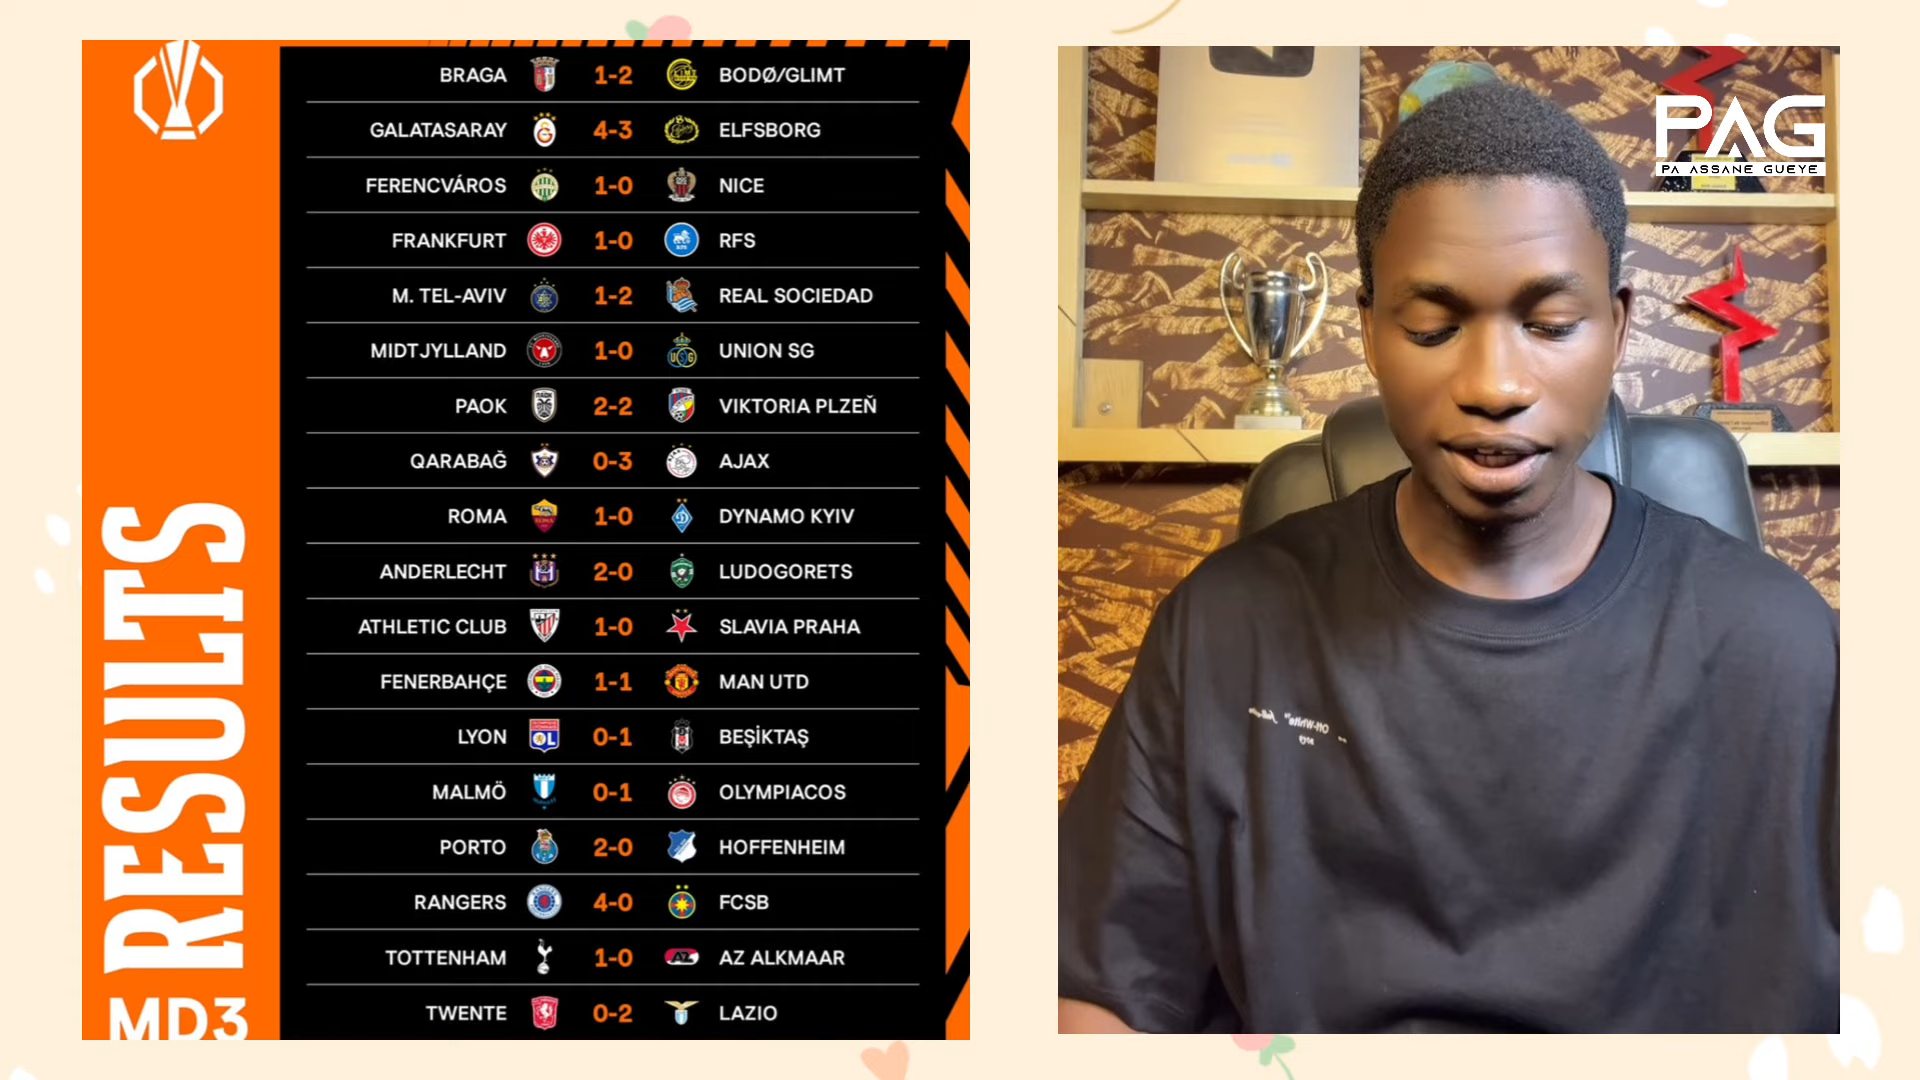 BRAGA 1-2 BODØ/GLIMT
GALATASARAY 4-3 ELFSBORG
FERENCVÁROS 1-0 NICE
FRANKFURT 1-0 RFS
M. TEL-AVIV 1-2 REAL SOCIEDAD
MIDTJYLLAND 1-0 UNION SG
PAOK 2-2 VIKTORIA PLZEŇ
QARABAĞ 0-3 AJAX
ROMA 1-0 DYNAMO KYIV
ANDERLECHT 2-0 LUDOGORETS
ATHLETIC CLUB 1-0 SLAVIA PRAHA
FENERBAHÇE 1-1 MAN UTD
LYON 0-1 BEŞİKTAŞ
MALMÖ 0-1 OLYMPIACOS
PORTO 2-0 HOFFENHEIM
RANGERS 4-0 FCSB
TOTTENHAM 1-0 AZ ALKMAAR
TWENTE 0-2 LAZIO
RESULTS
MD3
PAG
PA ASSANE GUEYE
Off-White